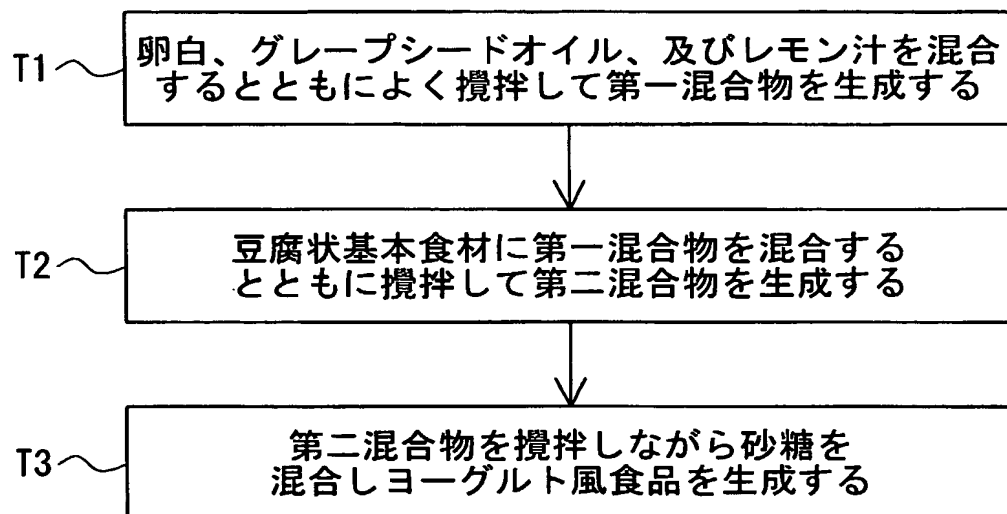 T1
卵白、グレープシードオイル、及びレモン汁を混合
するとともによく攪拌して第一混合物を生成する
T2
豆腐状基本食材に第一混合物を混合する
とともに攪拌して第二混合物を生成する
T3
第二混合物を攪拌しながら砂糖を
混合しヨーグルト風食品を生成する